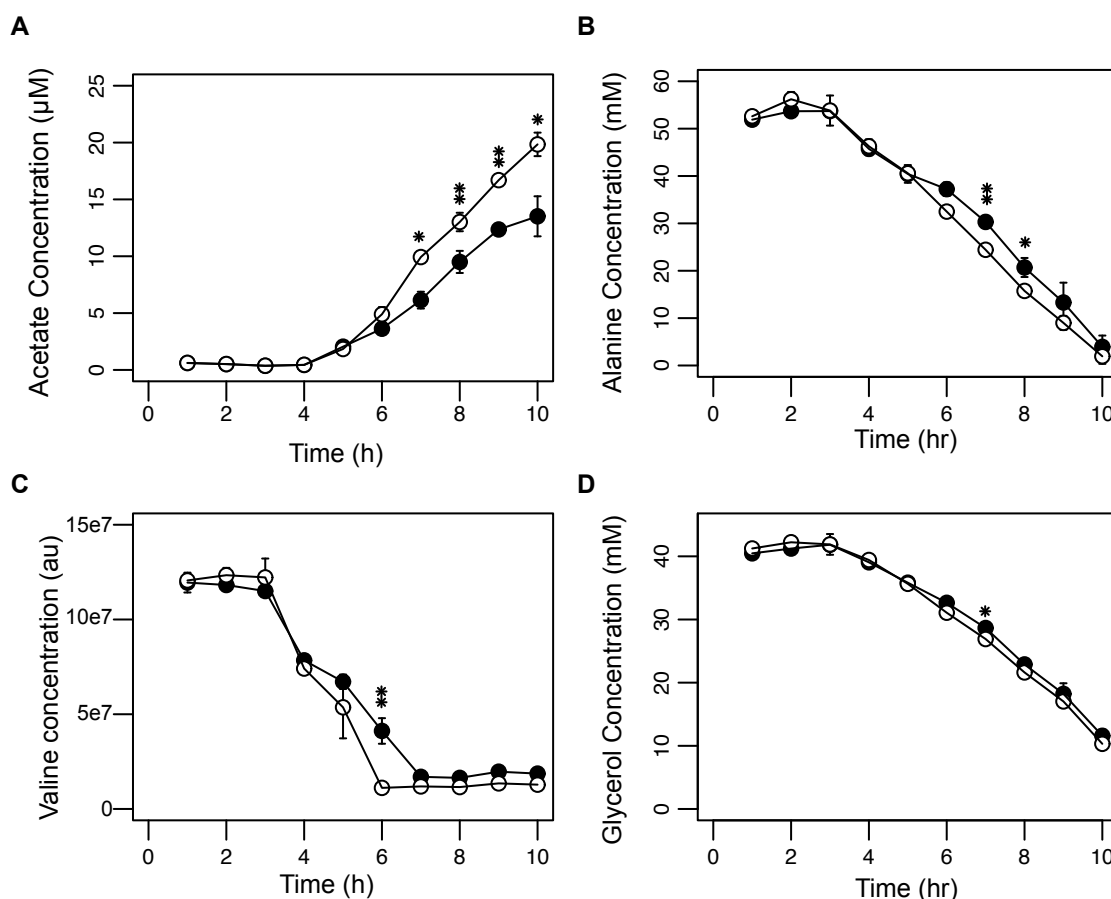 A
Acetate Concentration (µM)
25
20
15
10
5
0
* ** ** *
0 2 4 6 8 10
Time (h)
B
Alanine Concentration (mM)
60
50
40
30
20
10
0
** *
0 2 4 6 8 10
Time (hr)
C
Valine concentration (au)
15e7
10e7
5e7
0
**
0 2 4 6 8 10
Time (h)
D
Glycerol Concentration (mM)
40
30
20
10
0
*
0 2 4 6 8 10
Time (hr)